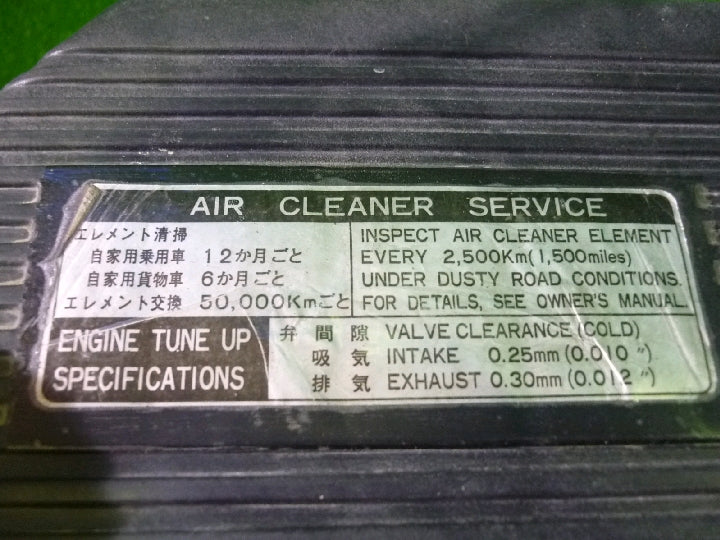 AIR CLEANER SERVICE
エレメント清掃
自家用乗用車 12か月ごと
自家用貨物車 6か月ごと
エレメント交換 50,000Kmごと
INSPECT AIR CLEANER ELEMENT
EVERY 2,500Km(1,500miles)
UNDER DUSTY ROAD CONDITIONS.
FOR DETAILS, SEE OWNER'S MANUAL.
ENGINE TUNE UP
SPECIFICATIONS
弁間隙 VALVE CLEARANCE (COLD)
吸気 INTAKE 0.25mm (0.010")
排気 EXHAUST 0.30mm (0.012")